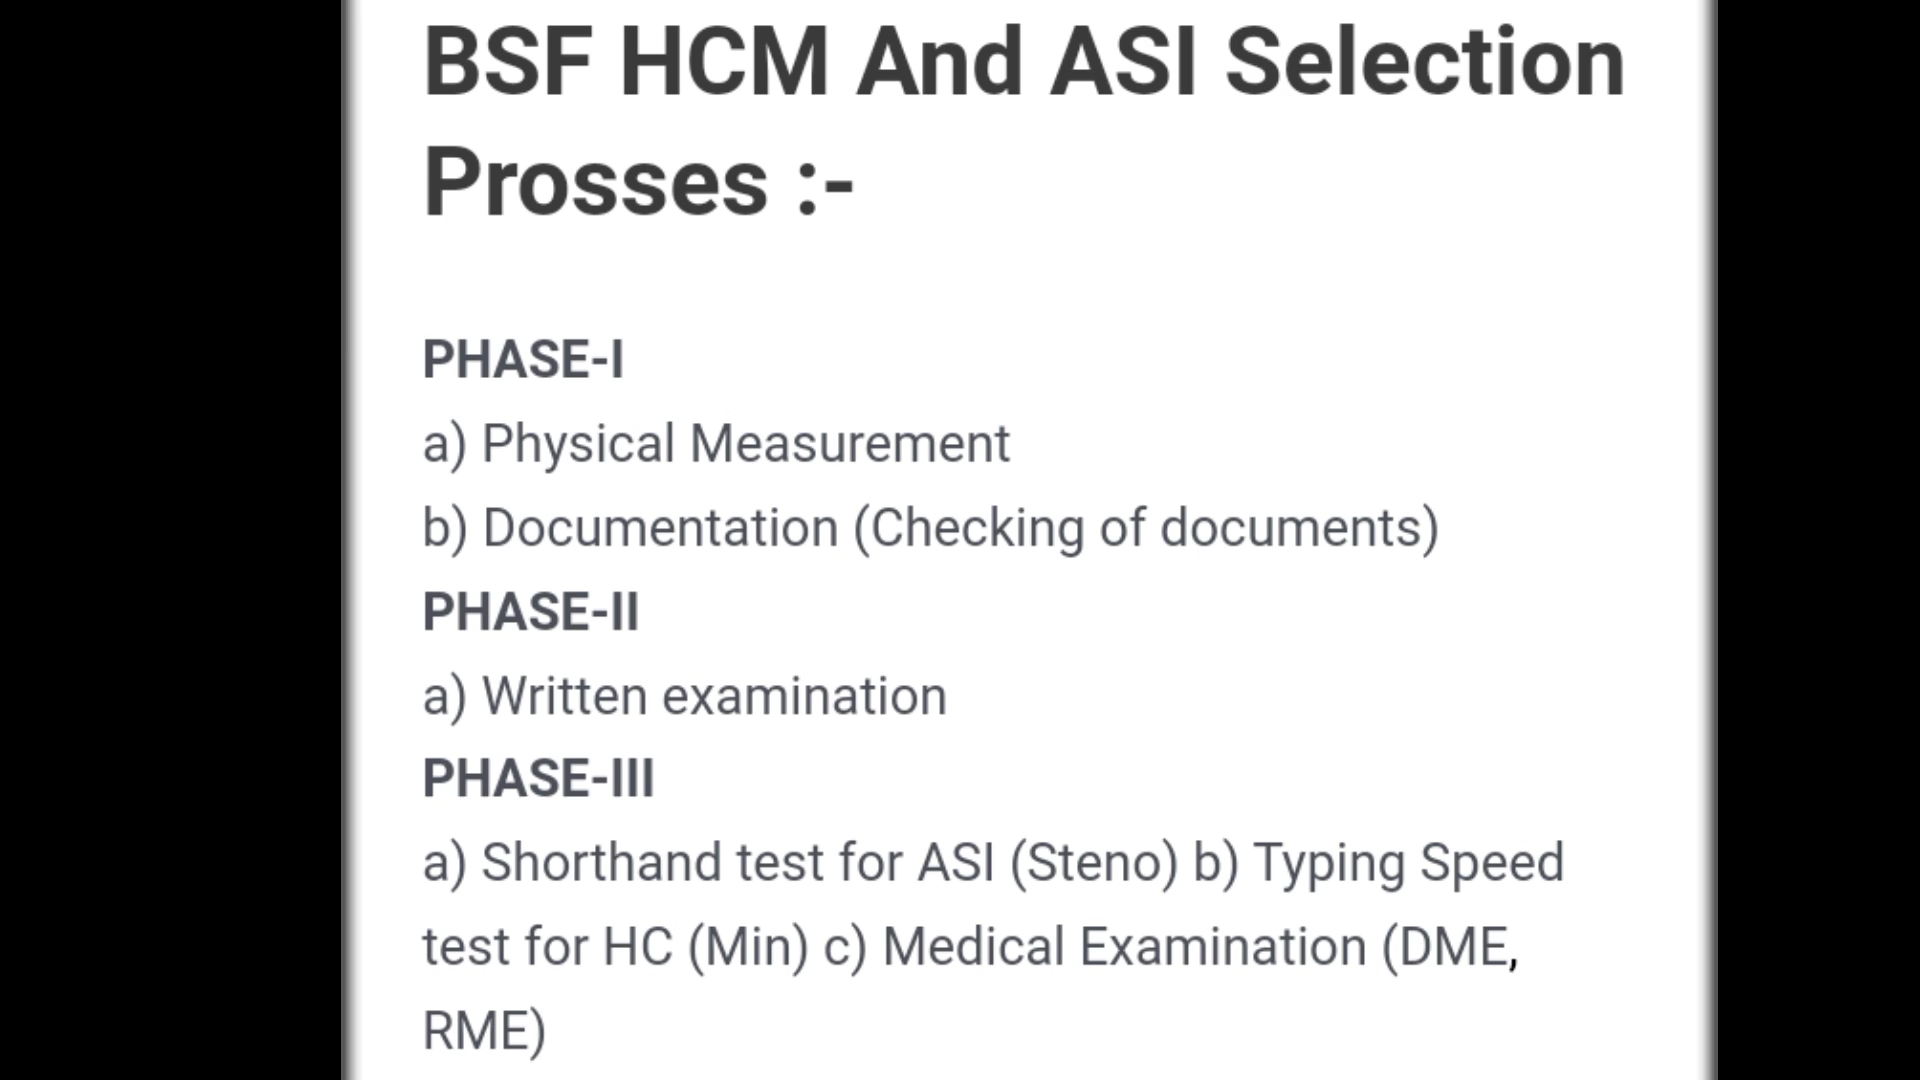 BSF HCM And ASI Selection
Prosses :-
PHASE-I
a) Physical Measurement
b) Documentation (Checking of documents)
PHASE-II
a) Written examination
PHASE-III
a) Shorthand test for ASI (Steno) b) Typing Speed
test for HC (Min) c) Medical Examination (DME,
RME)